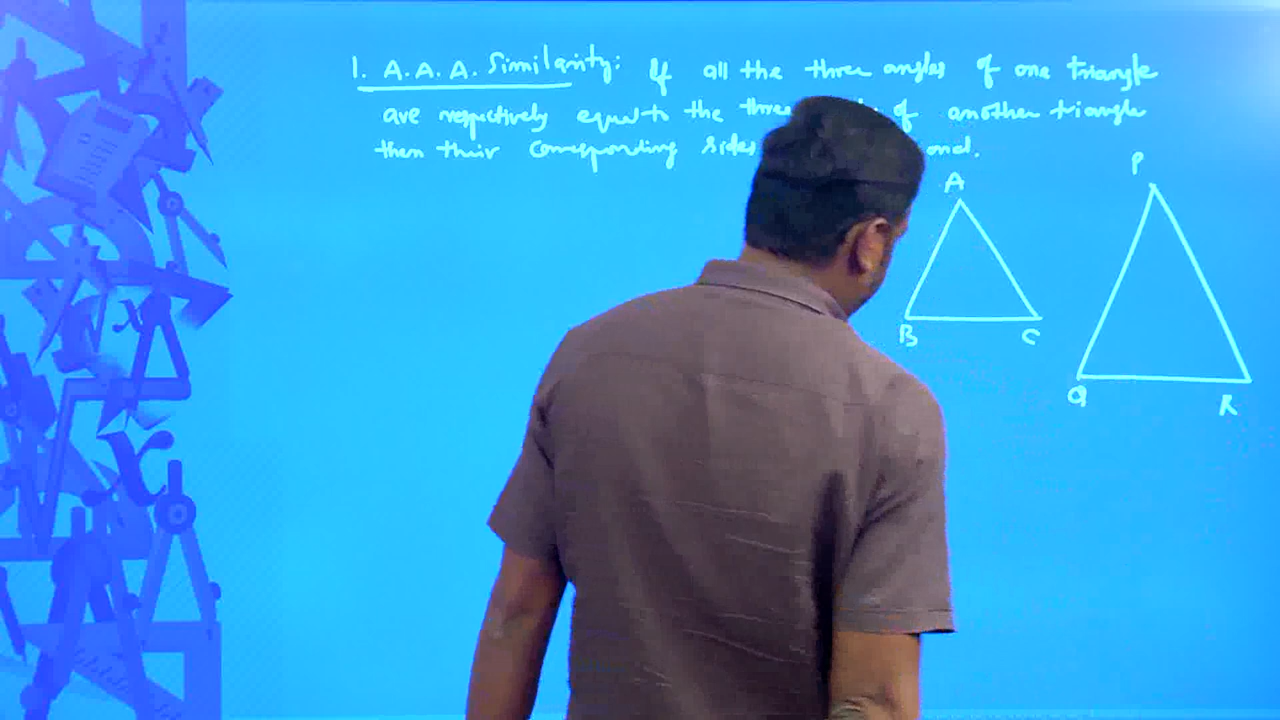 1. A.A.A. Similarity: If all the three angles of one triangle
are respectively equal to the three of another triangle
then their corresponding sides
A
P
B
C
Q
R